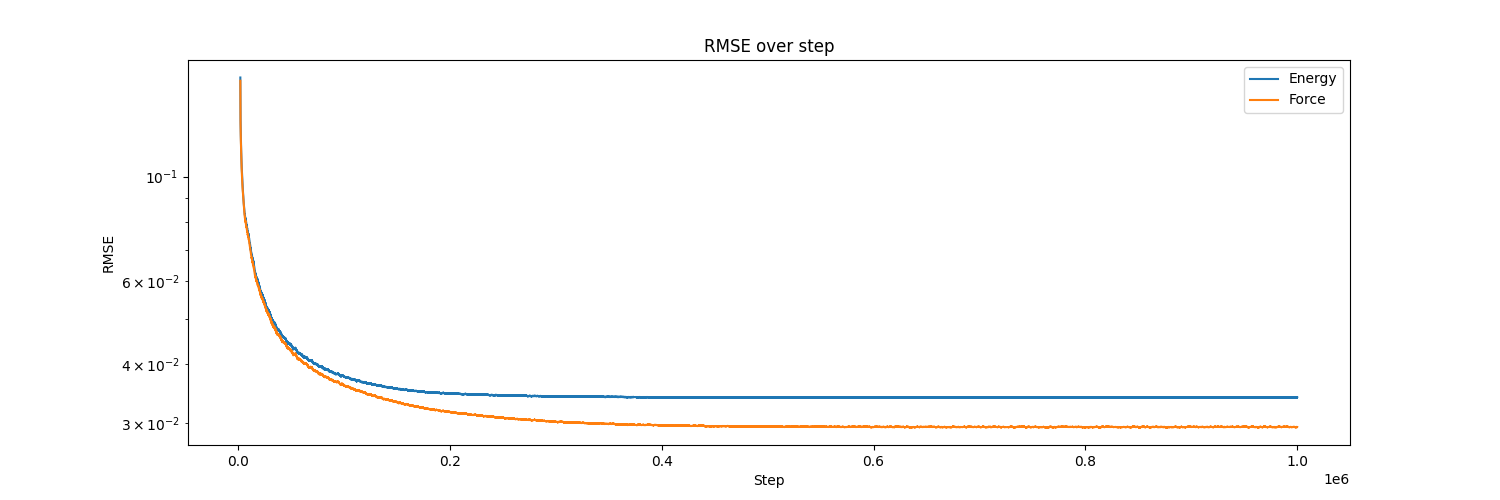 RMSE over step
Energy
Force
RMSE
10⁻¹
6 × 10⁻²
4 × 10⁻²
3 × 10⁻²
0.0 0.2 0.4 0.6 0.8 1.0
1e6
Step